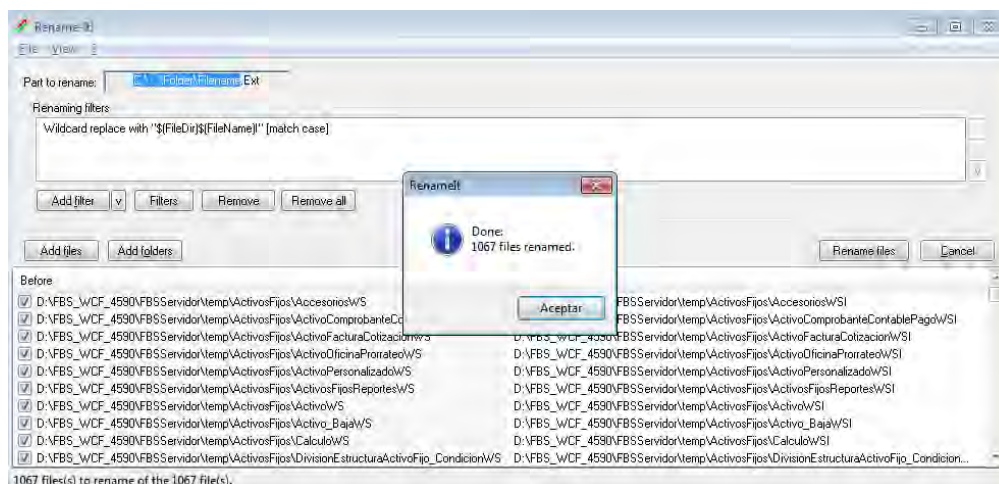 Rename-It!
File View ?
Part to rename: C:\...\Folder\Filename.Ext
Renaming filters
Wildcard replace with "$(FileDir)$(FileName)I" [match case]
Add filter v Filters Remove Remove all
RenameIt
Done:
1067 files renamed.
Aceptar
Add files Add folders Rename files Cancel
Before
D:\FBS_WCF_4590\FBSServidor\temp\ActivosFijos\AccesoriosWS FBSServidor\temp\ActivosFijos\AccesoriosWSI
D:\FBS_WCF_4590\FBSServidor\temp\ActivosFijos\ActivoComprobanteCo FBSServidor\temp\ActivosFijos\ActivoComprobanteContablePagoWSI
D:\FBS_WCF_4590\FBSServidor\temp\ActivosFijos\ActivoFacturaCotizacionWS D:\FBS_WCF_4590\FBSServidor\temp\ActivosFijos\ActivoFacturaCotizacionWSI
D:\FBS_WCF_4590\FBSServidor\temp\ActivosFijos\ActivoOficinaProrrateoWS D:\FBS_WCF_4590\FBSServidor\temp\ActivosFijos\ActivoOficinaProrrateoWSI
D:\FBS_WCF_4590\FBSServidor\temp\ActivosFijos\ActivoPersonalizadoWS D:\FBS_WCF_4590\FBSServidor\temp\ActivosFijos\ActivoPersonalizadoWSI
D:\FBS_WCF_4590\FBSServidor\temp\ActivosFijos\ActivosFijosReportesWS D:\FBS_WCF_4590\FBSServidor\temp\ActivosFijos\ActivosFijosReportesWSI
D:\FBS_WCF_4590\FBSServidor\temp\ActivosFijos\ActivoWS D:\FBS_WCF_4590\FBSServidor\temp\ActivosFijos\ActivoWSI
D:\FBS_WCF_4590\FBSServidor\temp\ActivosFijos\Activo_BajaWS D:\FBS_WCF_4590\FBSServidor\temp\ActivosFijos\Activo_BajaWSI
D:\FBS_WCF_4590\FBSServidor\temp\ActivosFijos\CalculoWS D:\FBS_WCF_4590\FBSServidor\temp\ActivosFijos\CalculoWSI
D:\FBS_WCF_4590\FBSServidor\temp\ActivosFijos\DivisionEstructuraActivoFijo_CondicionWS D:\FBS_WCF_4590\FBSServidor\temp\ActivosFijos\DivisionEstructuraActivoFijo_Condicion...
1067 files(s) to rename of the 1067 file(s).